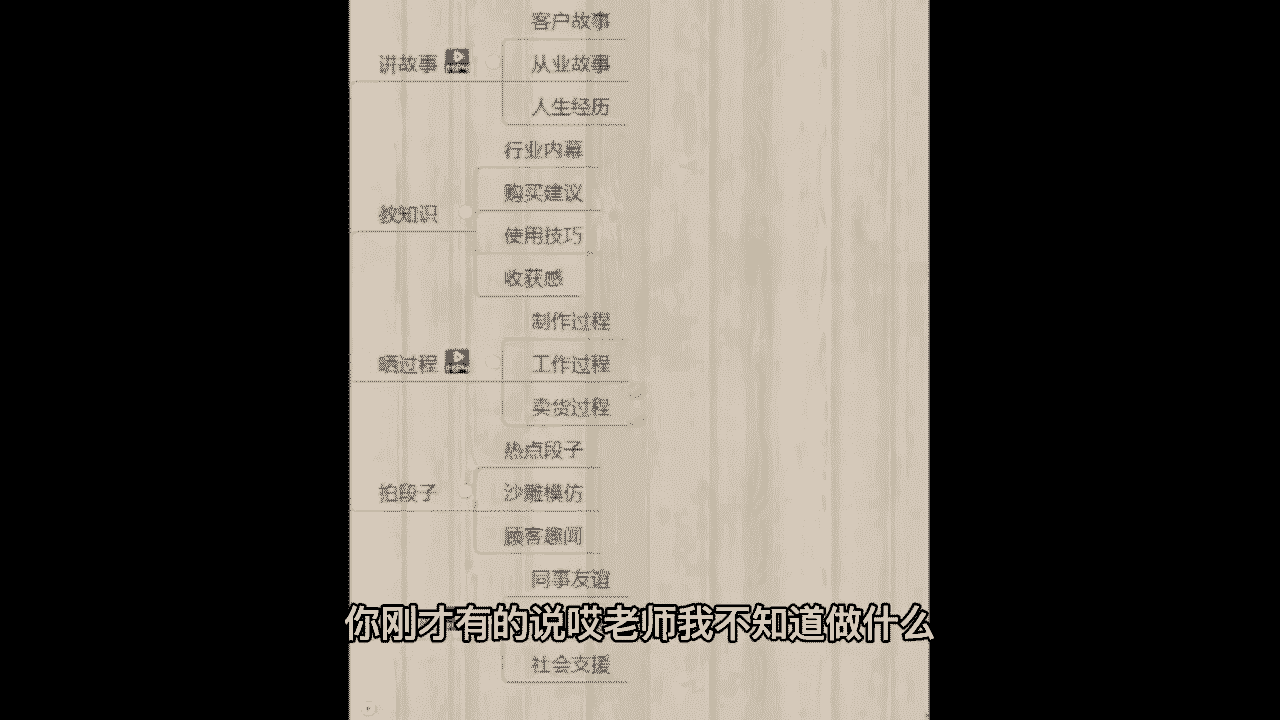 客户故事
讲故事
从业故事
人生经历
行业内幕
购买建议
教知识
使用技巧
收获感
制作过程
晒过程
工作过程
卖货过程
热点段子
拍段子
沙雕模仿
顾客趣闻
同事友谊
你刚才有的说哎老师我不知道做什么
社会支援